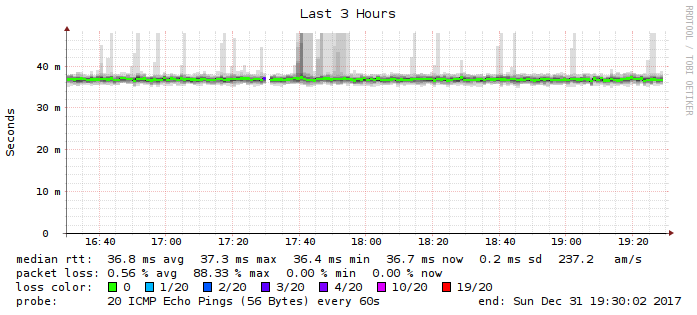 Last 3 Hours
RRDTOOL / TOBI OETIKER
Seconds
40 m
30 m
20 m
10 m
0
16:40 17:00 17:20 17:40 18:00 18:20 18:40 19:00 19:20
median rtt: 36.8 ms avg 37.3 ms max 36.4 ms min 36.7 ms now 0.2 ms sd 237.2 am/s
packet loss: 0.56 % avg 88.33 % max 0.00 % min 0.00 % now
loss color: 0 1/20 2/20 3/20 4/20 10/20 19/20
probe: 20 ICMP Echo Pings (56 Bytes) every 60s end: Sun Dec 31 19:30:02 2017